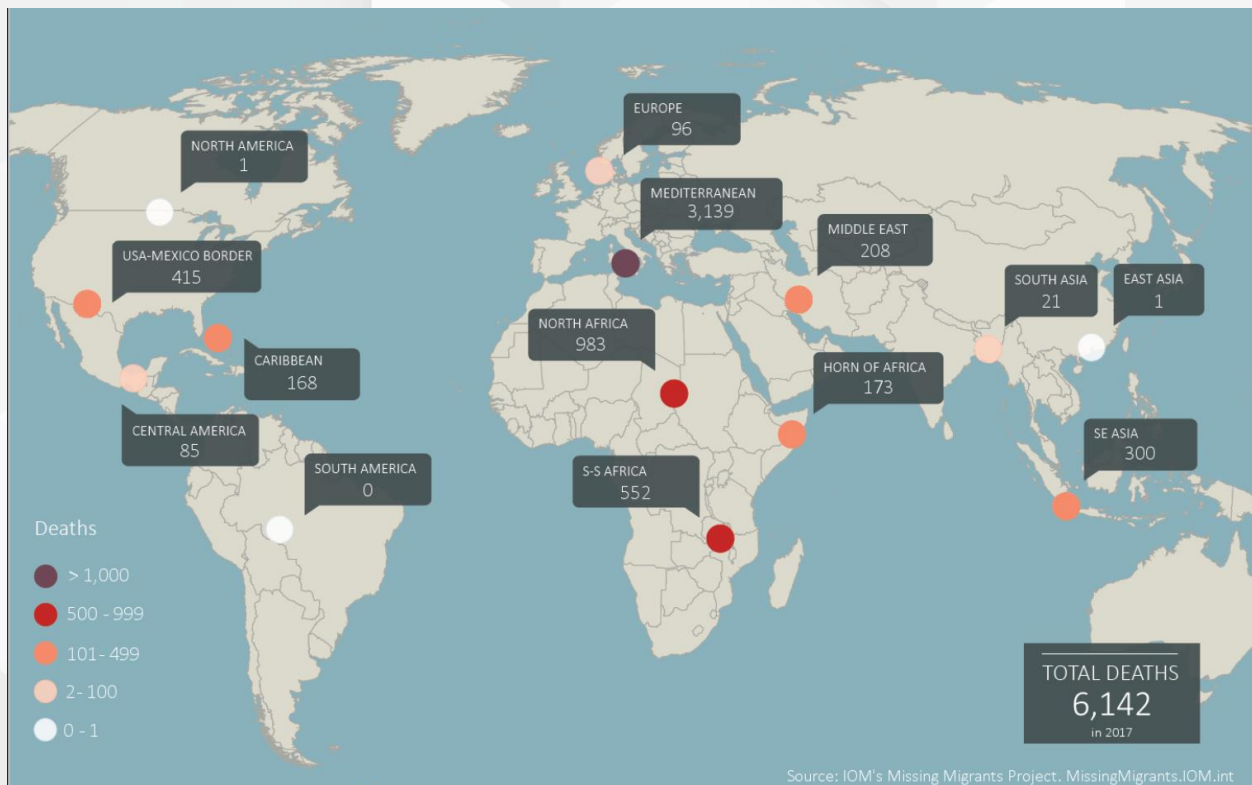 EUROPE
96
NORTH AMERICA
1
MEDITERRANEAN
3,139
MIDDLE EAST
208
USA-MEXICO BORDER
415
SOUTH ASIA
21
EAST ASIA
1
NORTH AFRICA
983
CARIBBEAN
168
HORN OF AFRICA
173
CENTRAL AMERICA
85
SE ASIA
300
SOUTH AMERICA
0
S-S AFRICA
552
Deaths
> 1,000
500 - 999
101- 499
2- 100
0 - 1
TOTAL DEATHS
6,142
in 2017
Source: IOM's Missing Migrants Project. MissingMigrants.IOM.int